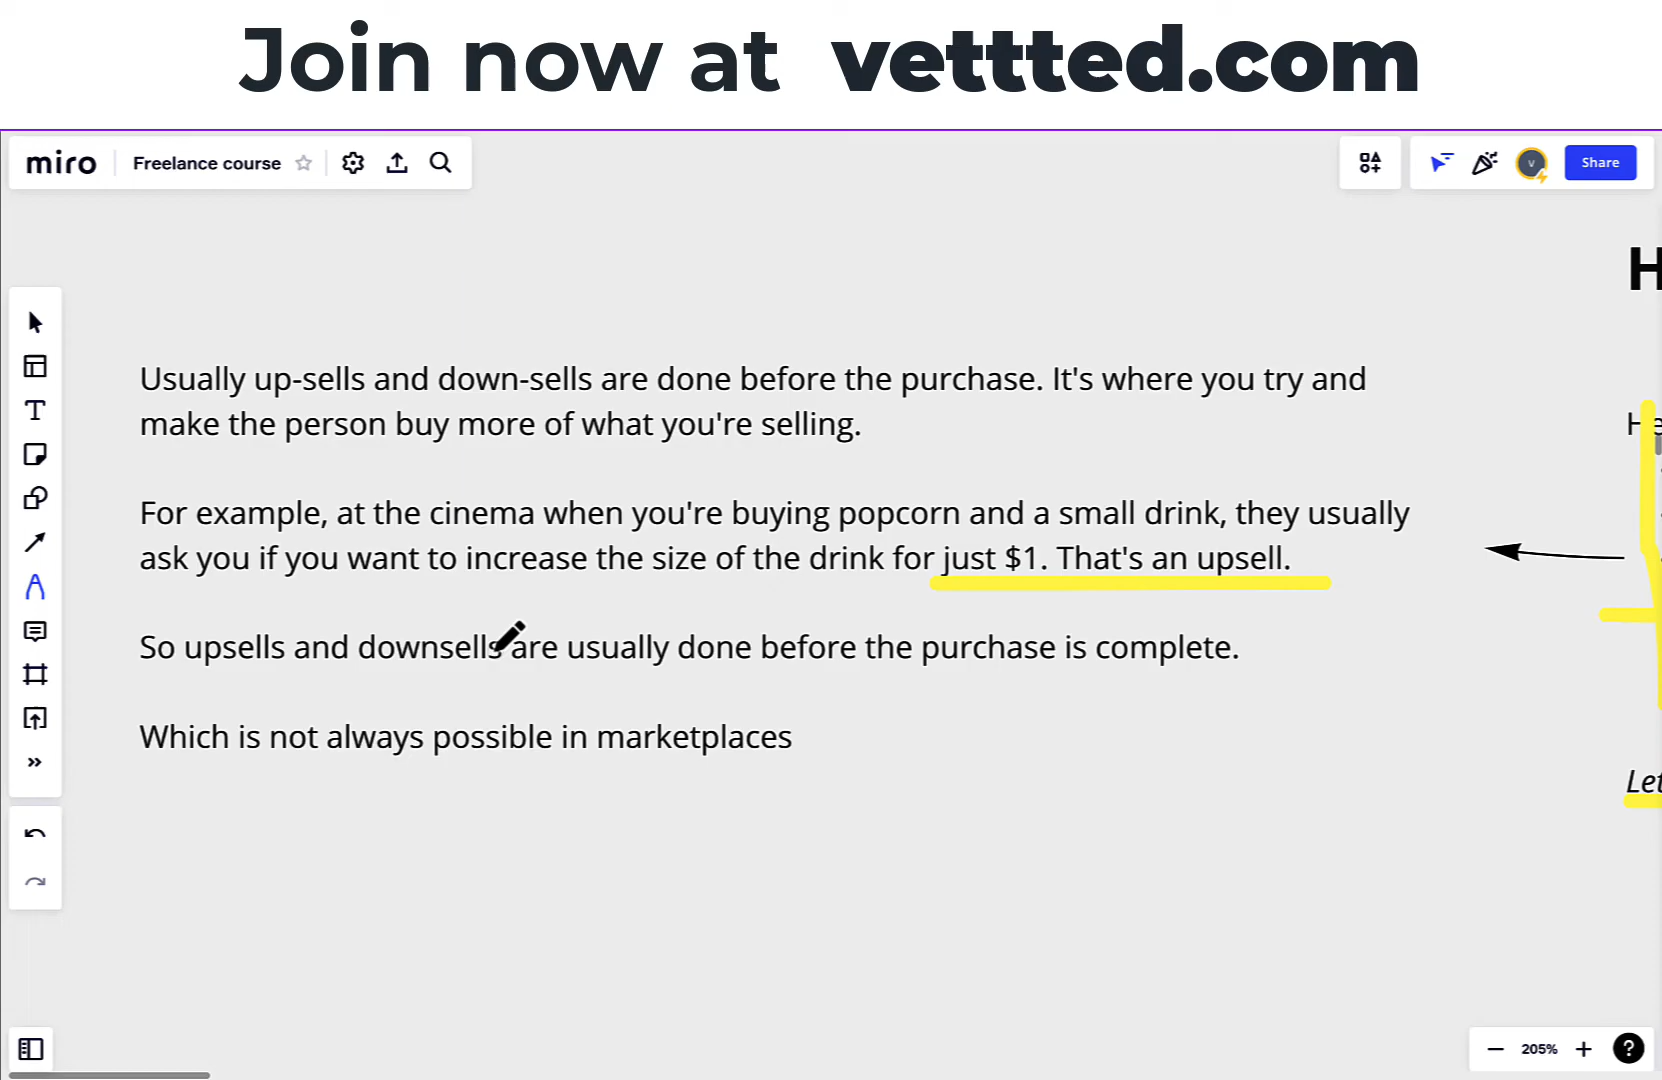 Join now at vettted.com
miro Freelance course
V Share
H
Usually up-sells and down-sells are done before the purchase. It's where you try and
make the person buy more of what you're selling.
He
For example, at the cinema when you're buying popcorn and a small drink, they usually
ask you if you want to increase the size of the drink for just $1. That's an upsell.
So upsells and downsells are usually done before the purchase is complete.
Which is not always possible in marketplaces
Let
205%